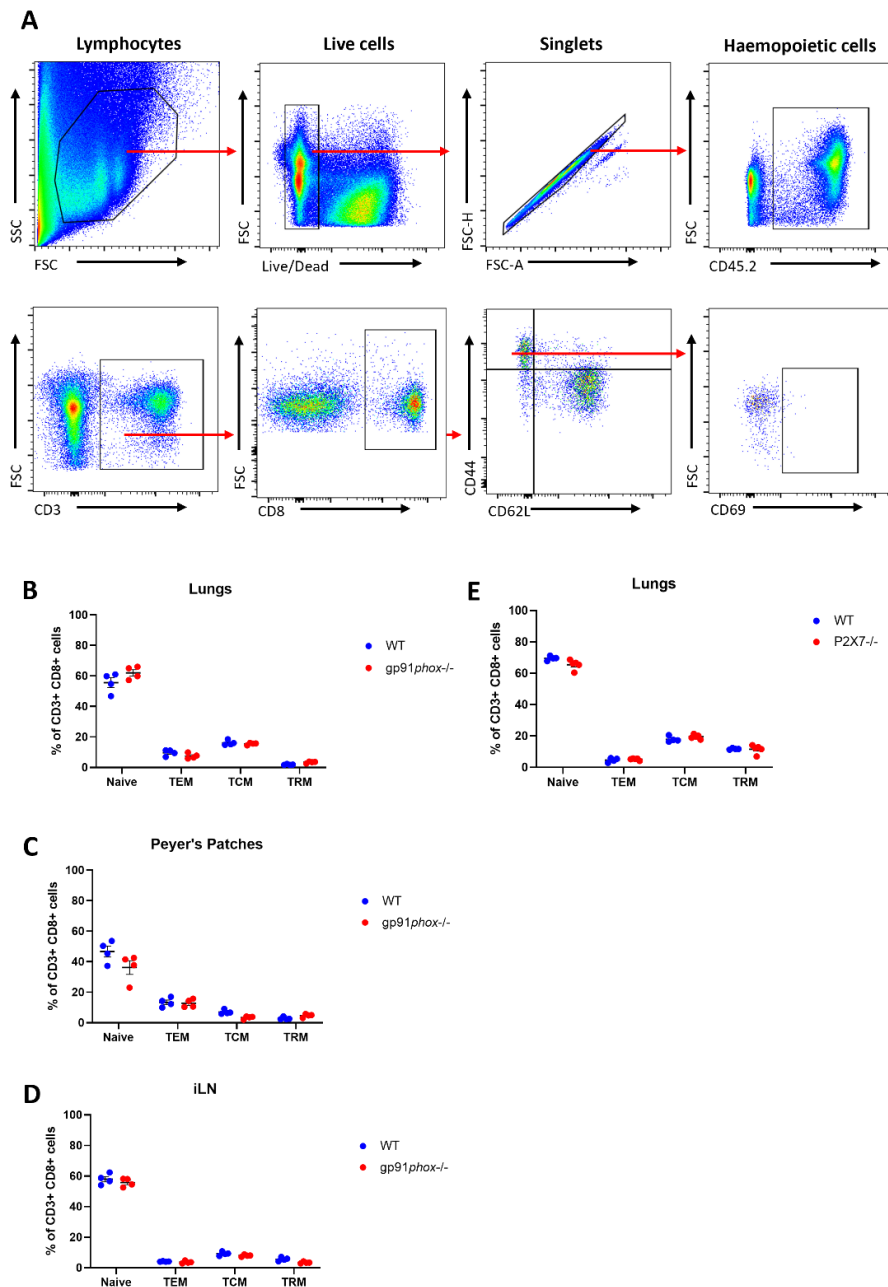 A
Lymphocytes
Live cells
Singlets
Haemopoietic cells
SSC
FSC
FSC
Live/Dead
FSC-H
FSC-A
FSC
CD45.2
FSC
CD3
FSC
CD8
CD44
CD62L
FSC
CD69
B
Lungs
% of CD3+ CD8+ cells
100
80
60
40
20
0
Naive TEM TCM TRM
WT
gp91phox-/-
E
Lungs
% of CD3+ CD8+ cells
100
80
60
40
20
0
Naive TEM TCM TRM
WT
P2X7-/-
C
Peyer's Patches
% of CD3+ CD8+ cells
100
80
60
40
20
0
Naive TEM TCM TRM
WT
gp91phox-/-
D
iLN
% of CD3+ CD8+ cells
100
80
60
40
20
0
Naive TEM TCM TRM
WT
gp91phox-/-